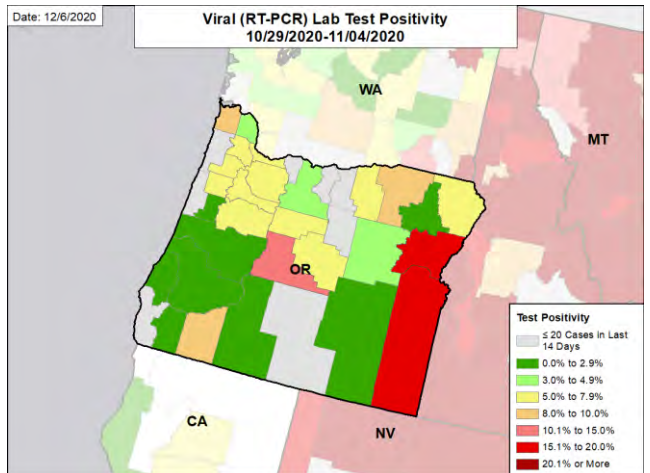 Date: 12/6/2020
Viral (RT-PCR) Lab Test Positivity
10/29/2020-11/04/2020
WA
MT
OR
CA
NV
Test Positivity
≤ 20 Cases in Last
14 Days
0.0% to 2.9%
3.0% to 4.9%
5.0% to 7.9%
8.0% to 10.0%
10.1% to 15.0%
15.1% to 20.0%
20.1% or More